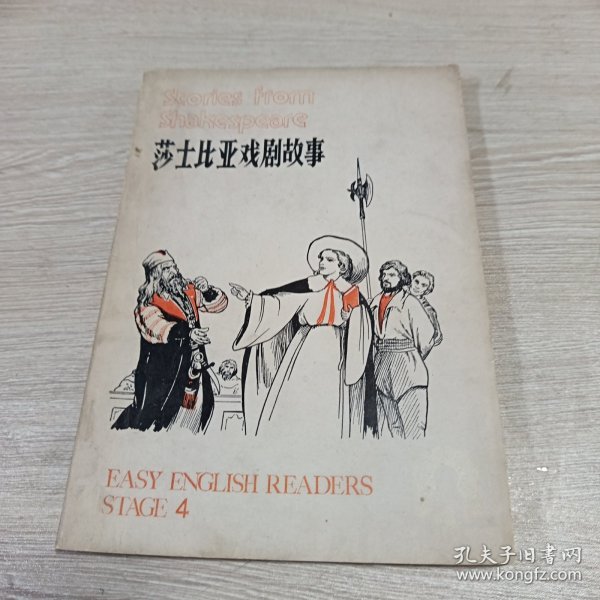 Stories from
Shakespeare
莎士比亚戏剧故事
EASY ENGLISH READERS
STAGE 4
孔夫子旧书网
www.kongfz.com